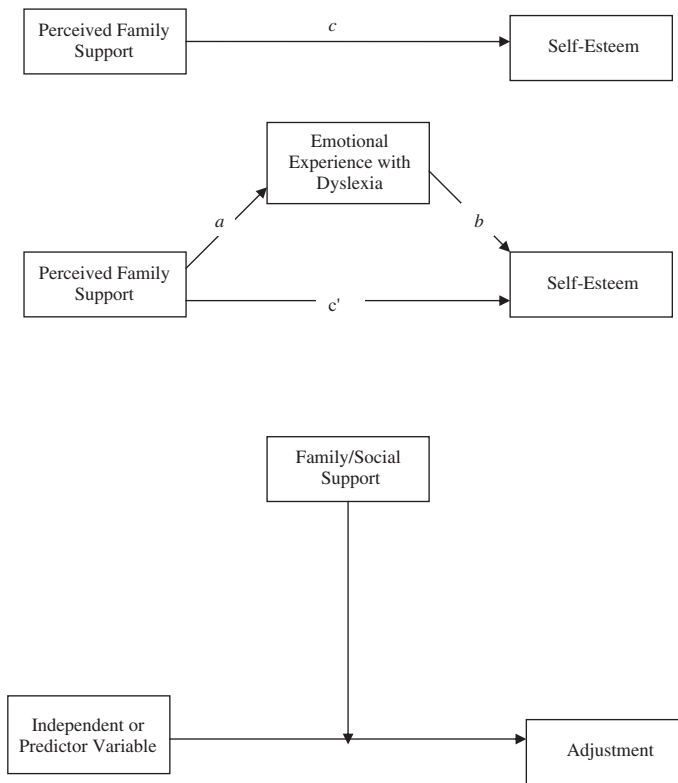 Perceived Family
Support
c
Self-Esteem
Emotional
Experience with
Dyslexia
a
b
Perceived Family
Support
Self-Esteem
c'
Family/Social
Support
Independent or
Predictor Variable
Adjustment